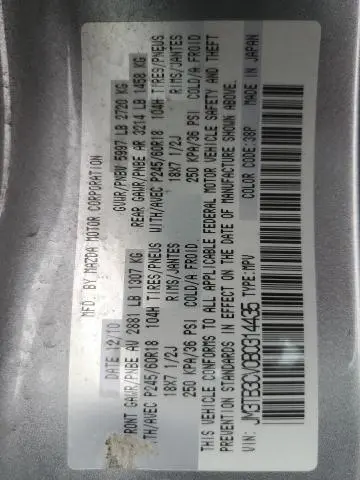 MFD. BY MAZDA MOTOR CORPORATION
DATE 12/10 GVWR/PNBV 5997 LB 2720 KG
RONT GAWR/PNBE AV 2881 LB 1307 KG REAR GAWR/PNBE AR 3214 LB 1458 KG
TH/AVEC P245/60R18 104H TIRES/PNEUS WITH/AVEC P245/60R18 104H TIRES/PNEUS
18X7 1/2J RIMS/JANTES 18X7 1/2J RIMS/JANTES
250 KPA/36 PSI COLD/A FROID 250 KPA/36 PSI COLD/A FROID
THIS VEHICLE CONFORMS TO ALL APPLICABLE FEDERAL MOTOR VEHICLE SAFETY AND THEFT
STANDARDS IN EFFECT ON THE DATE OF MANUFACTURE SHOWN ABOVE.
VIN: TYPE: MPV COLOR CODE: 38P MADE IN JAPAN